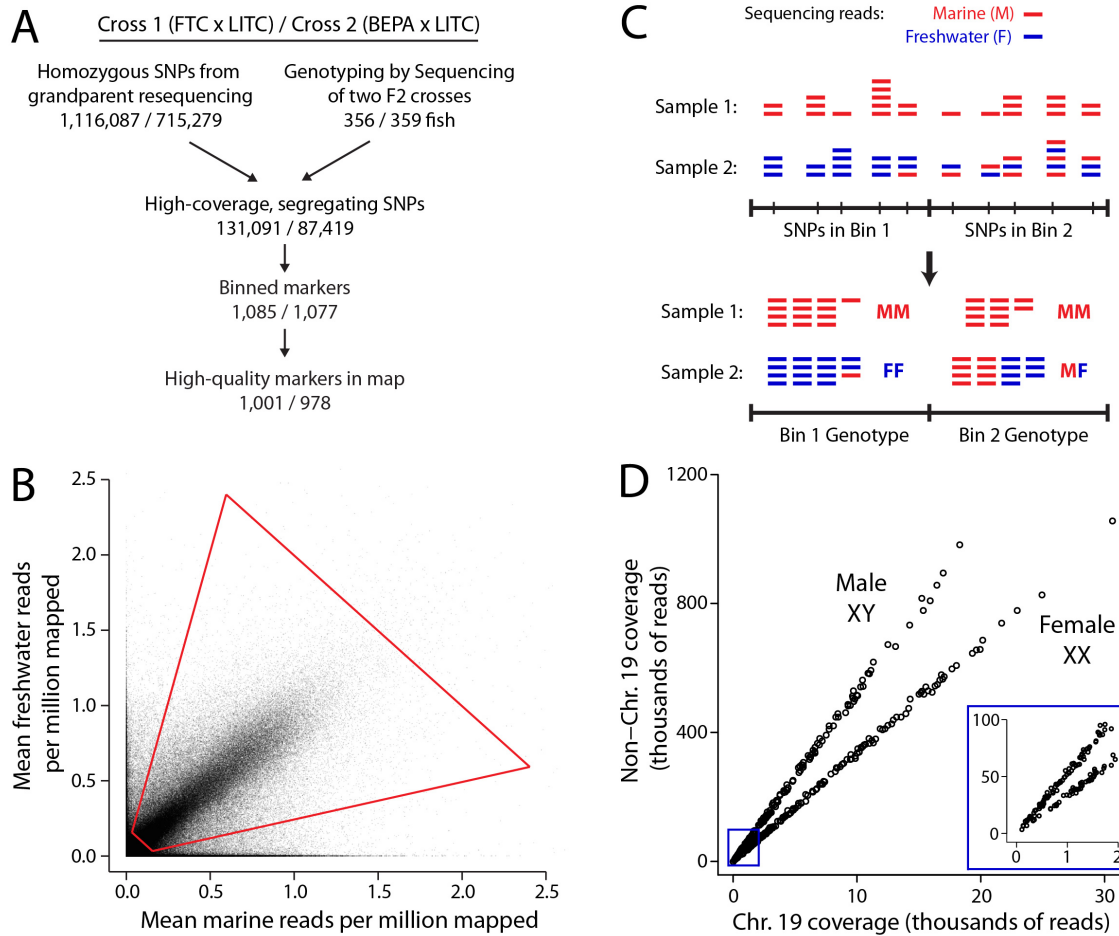 A
Cross 1 (FTC x LITC) / Cross 2 (BEPA x LITC)
Homozygous SNPs from
grandparent resequencing
1,116,087 / 715,279
Genotyping by Sequencing
of two F2 crosses
356 / 359 fish
High-coverage, segregating SNPs
131,091 / 87,419
Binned markers
1,085 / 1,077
High-quality markers in map
1,001 / 978
B
Mean freshwater reads
per million mapped
2.5
2.0
1.5
1.0
0.5
0.0
0.0 0.5 1.0 1.5 2.0 2.5
Mean marine reads per million mapped
C
Sequencing reads: Marine (M)
Freshwater (F)
Sample 1:
Sample 2:
SNPs in Bin 1 SNPs in Bin 2
Sample 1: MM MM
Sample 2: FF MF
Bin 1 Genotype Bin 2 Genotype
D
Non−Chr. 19 coverage
(thousands of reads)
1200
800
400
0
Male
XY
Female
XX
100
50
0
0 1 2
0 10 20 30
Chr. 19 coverage (thousands of reads)